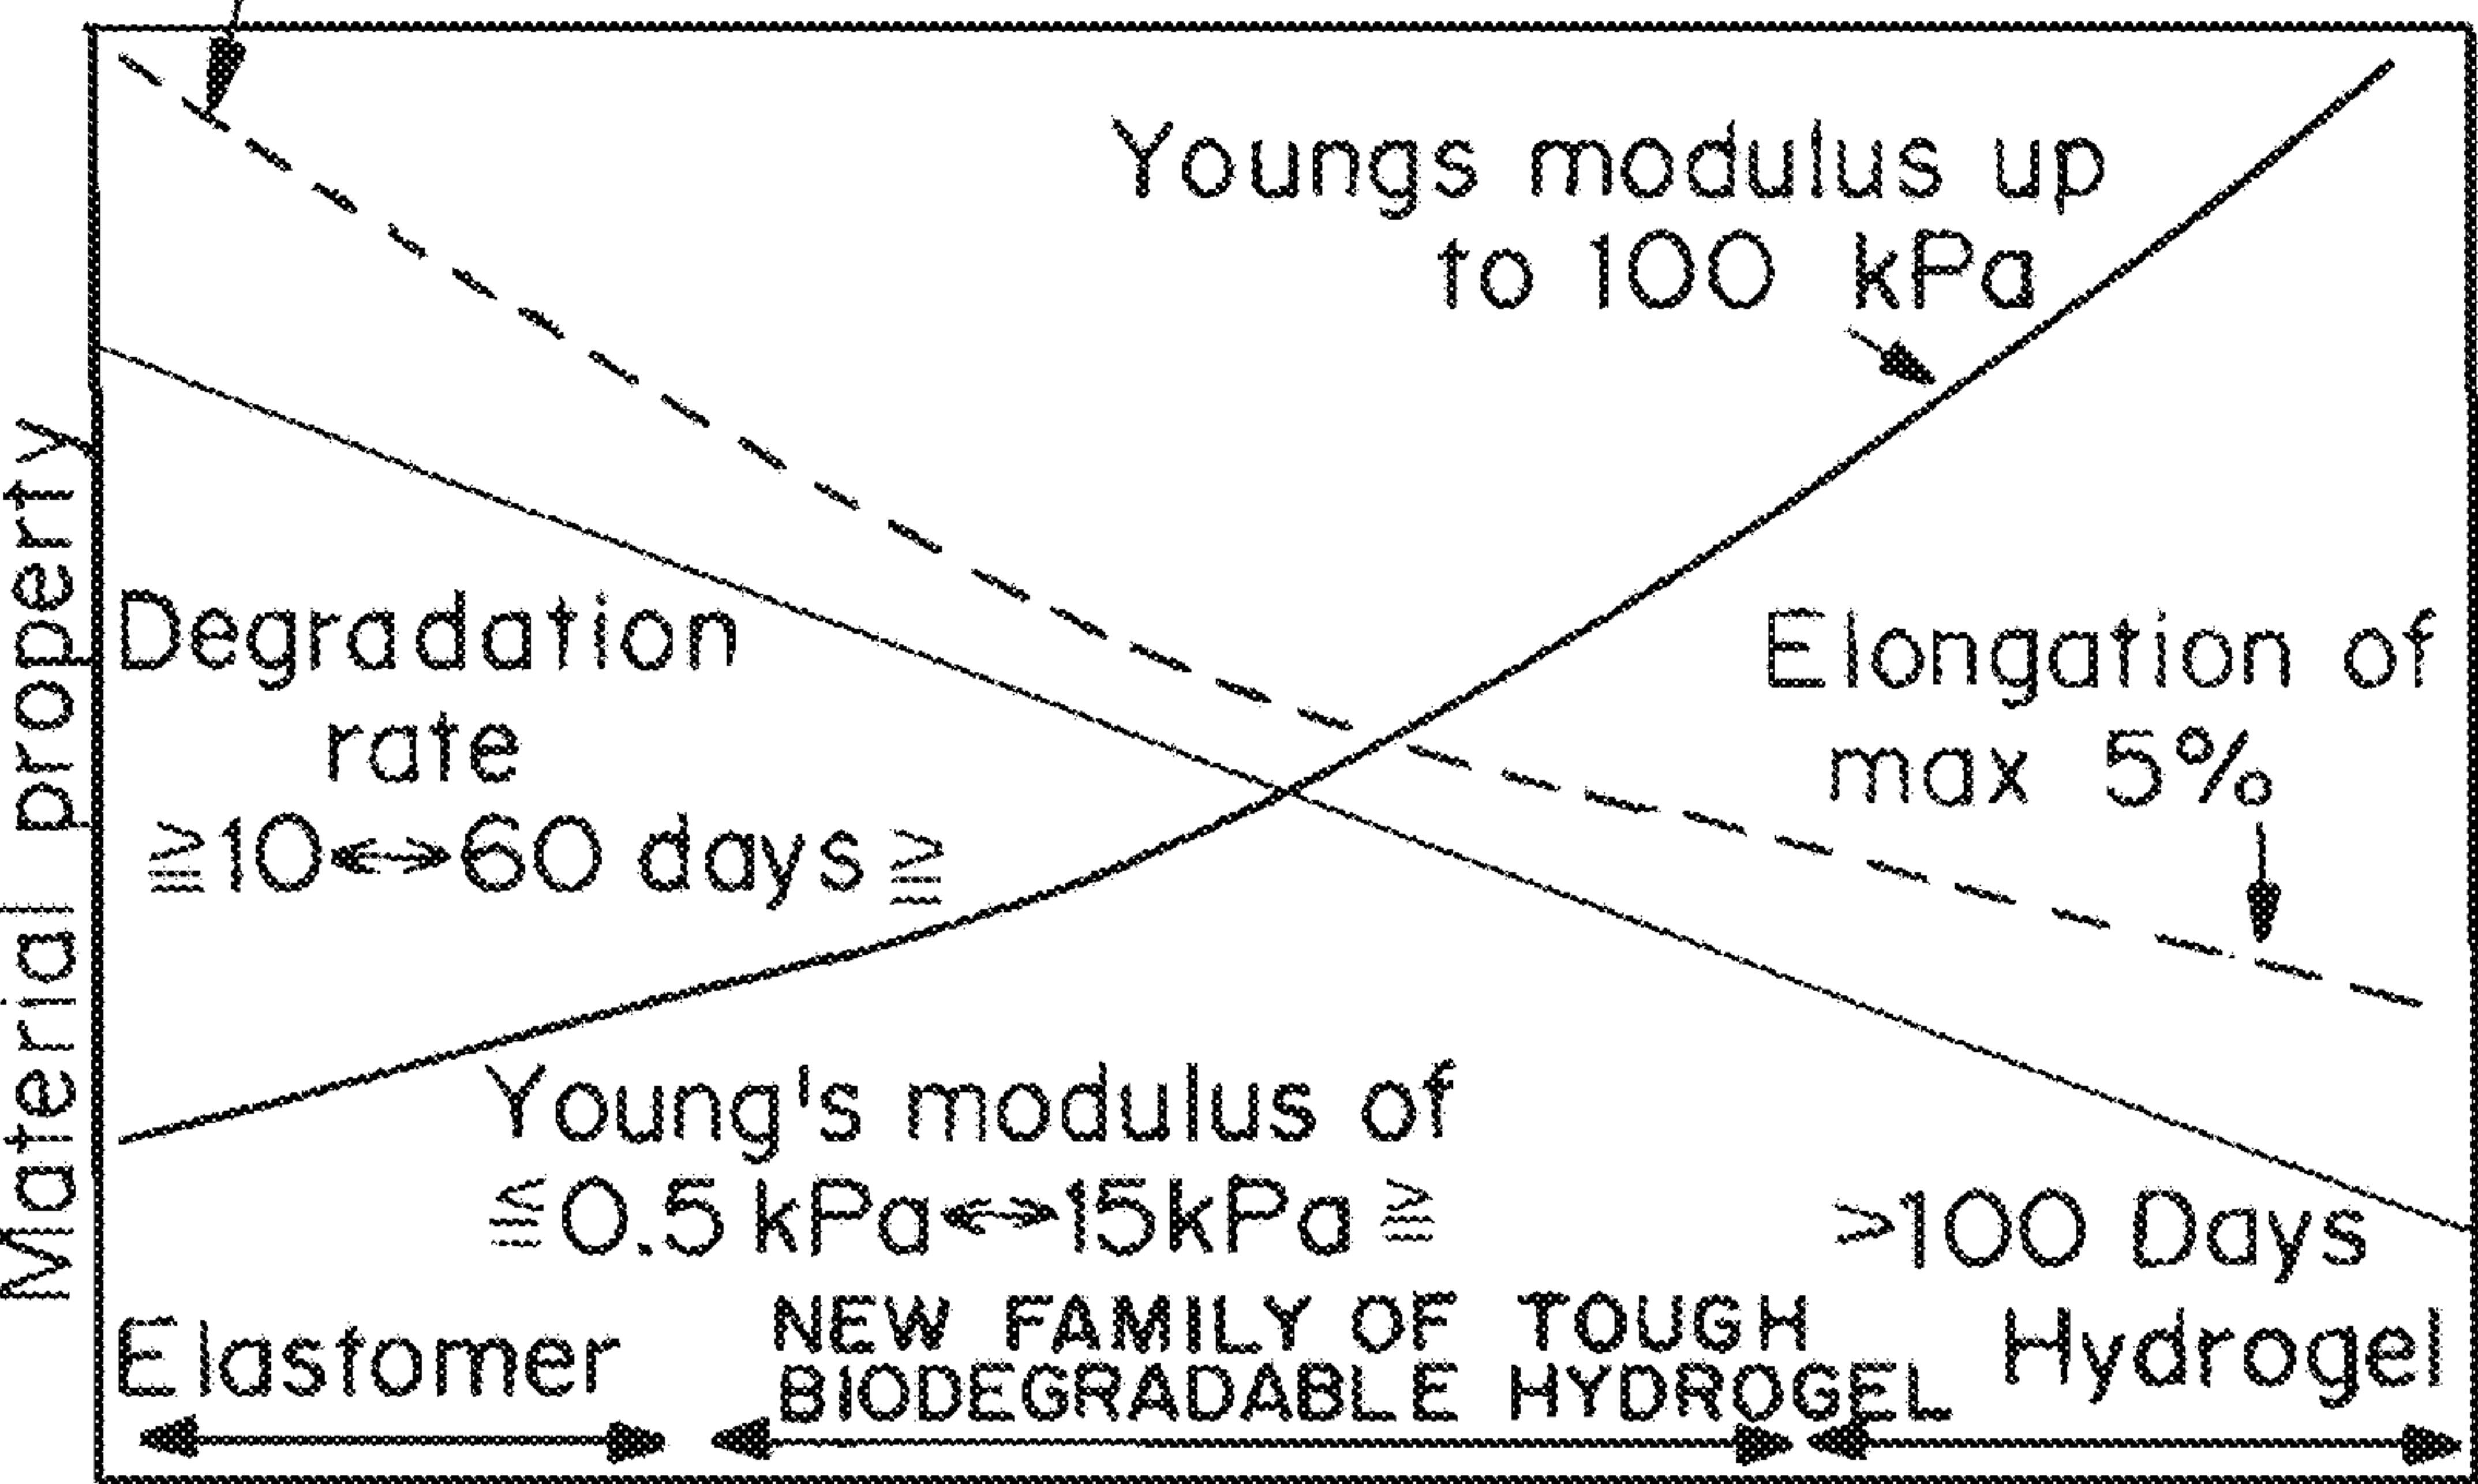 Material property
Youngs modulus up
to 100 kPa
Degradation
rate
≧10↔60 days≧
Elongation of
max 5%
Young's modulus of
≦0.5 kPa↔15kPa≧
>100 Days
Elastomer
NEW FAMILY OF TOUGH
BIODEGRADABLE HYDROGEL
Hydrogel